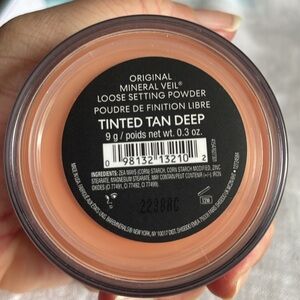 ORIGINAL
MINERAL VEIL®
LOOSE SETTING POWDER
POUDRE DE FINITION LIBRE
TINTED TAN DEEP
9 g / poids net wt. 0.3 oz.
0 98132 13210 2
INGREDIENTS: ZEA MAYS (CORN) STARCH, CORN STARCH MODIFIED, ZINC
STEARATE, MAGNESIUM STEARATE. MAY CONTAIN/PEUT CONTENIR (+/-): IRON
OXIDES (CI 77491, CI 77492, CI 77499).
12M